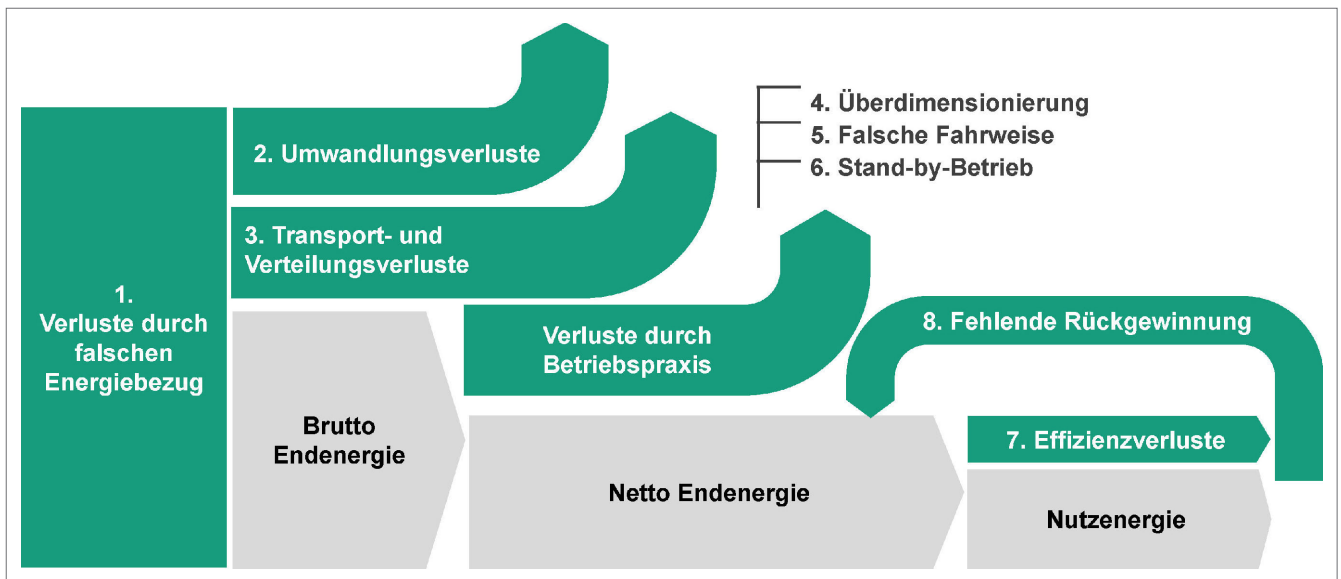 1.
Verluste durch
falschen
Energiebezug
2. Umwandlungsverluste
3. Transport- und
Verteilungsverluste
4. Überdimensionierung
5. Falsche Fahrweise
6. Stand-by-Betrieb
Verluste durch
Betriebspraxis
8. Fehlende Rückgewinnung
Brutto
Endenergie
Netto Endenergie
7. Effizienzverluste
Nutzenergie